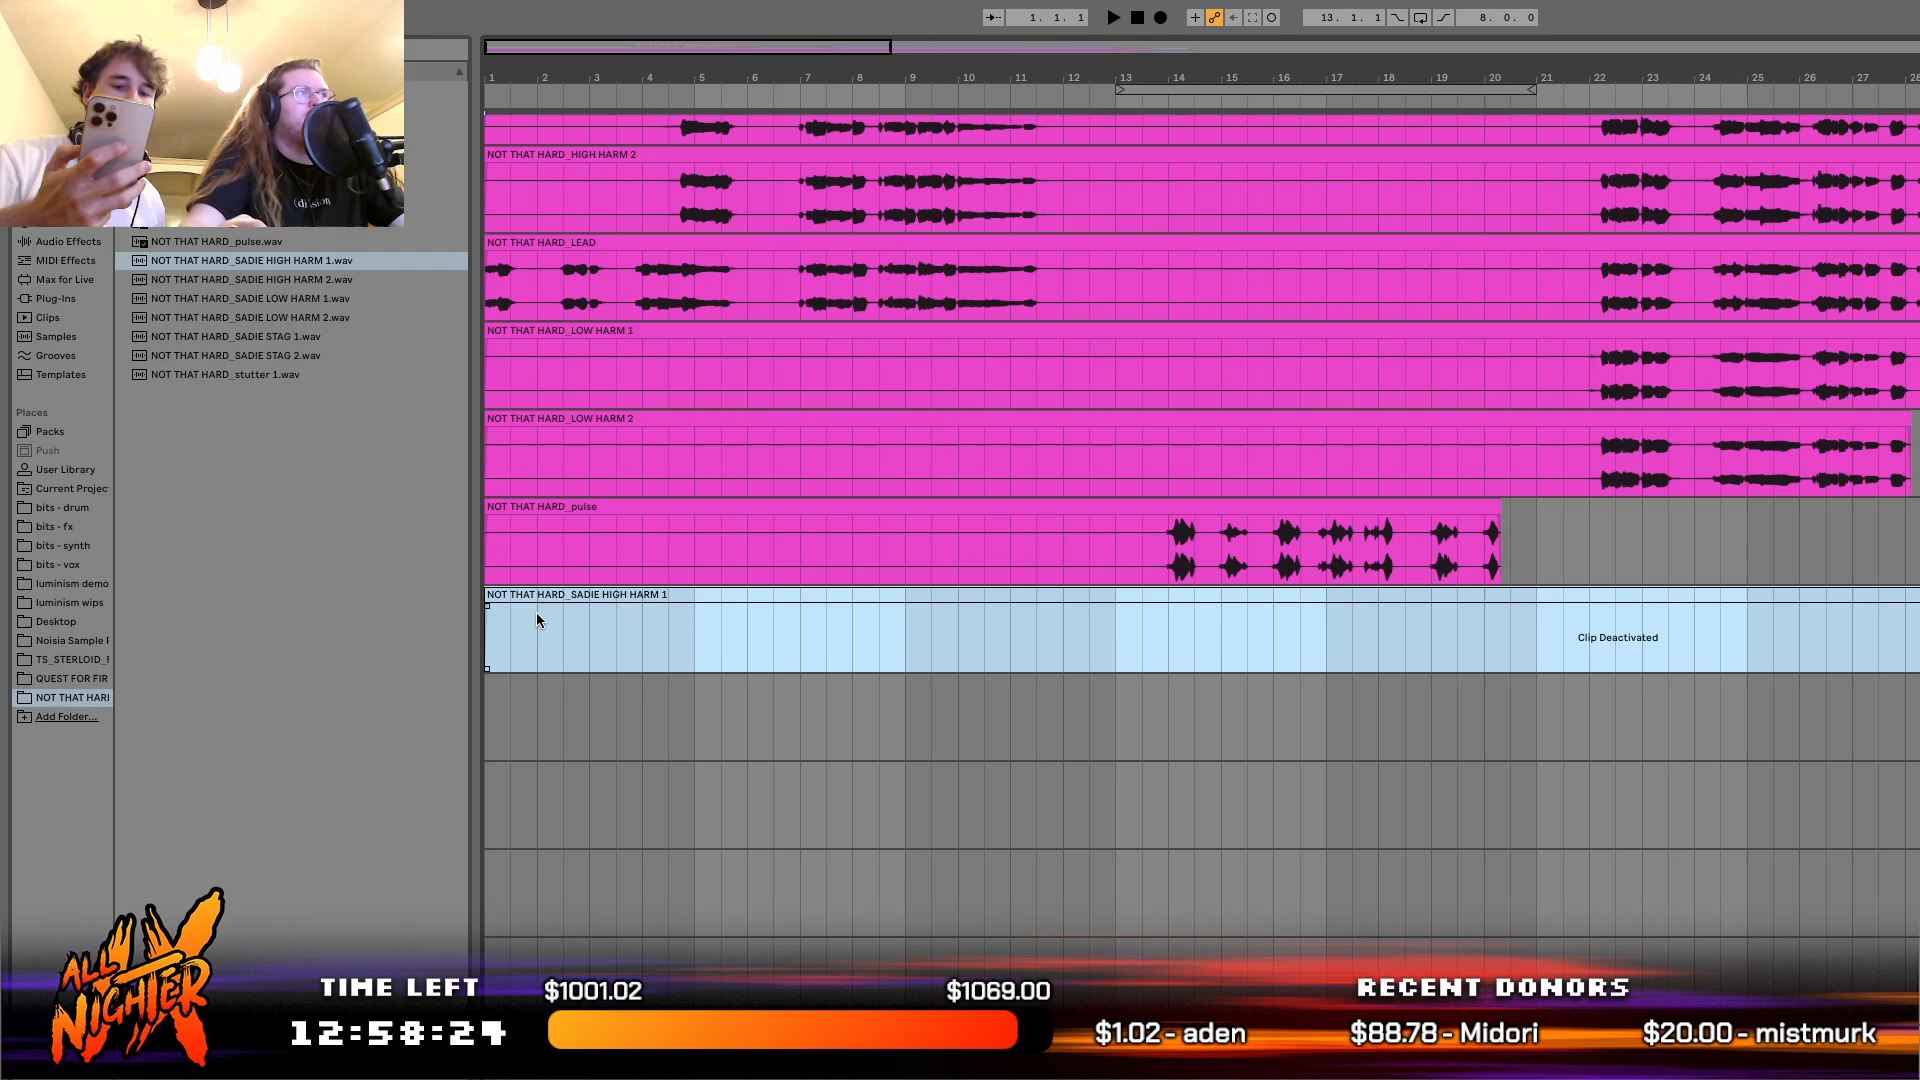 1. 1. 1
13. 1. 1
8. 0. 0
1 2 3 4 5 6 7 8 9 10 11 12 13 14 15 16 17 18 19 20 21 22 23 24 25 26 27 28
NOT THAT HARD_HIGH HARM 2
NOT THAT HARD_LEAD
NOT THAT HARD_LOW HARM 1
NOT THAT HARD_LOW HARM 2
NOT THAT HARD_pulse
NOT THAT HARD_SADIE HIGH HARM 1
Clip Deactivated
Audio Effects
MIDI Effects
Max for Live
Plug-Ins
Clips
Samples
Grooves
Templates
NOT THAT HARD_pulse.wav
NOT THAT HARD_SADIE HIGH HARM 1.wav
NOT THAT HARD_SADIE HIGH HARM 2.wav
NOT THAT HARD_SADIE LOW HARM 1.wav
NOT THAT HARD_SADIE LOW HARM 2.wav
NOT THAT HARD_SADIE STAG 1.wav
NOT THAT HARD_SADIE STAG 2.wav
NOT THAT HARD_stutter 1.wav
Places
Packs
Push
User Library
Current Projec
bits - drum
bits - fx
bits - synth
bits - vox
luminism demo
luminism wips
Desktop
Noisia Sample
TS_STERLOID_
QUEST FOR FIR
NOT THAT HARI
Add Folder...
ALL
NIGHTER
X
TIME LEFT
12:58:24
$1001.02
$1069.00
RECENT DONORS
$1.02 - aden
$88.78 - Midori
$20.00 - mistmurk